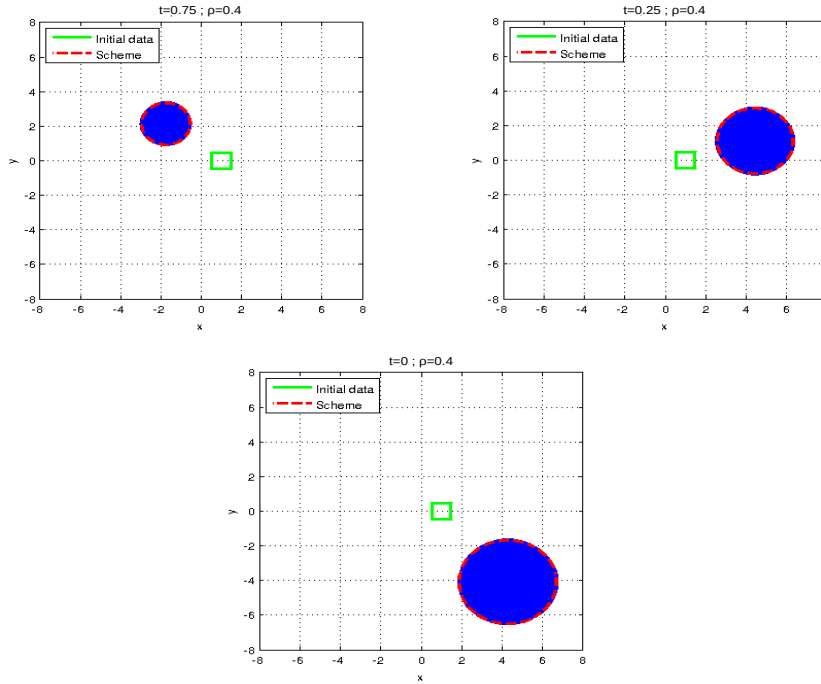 t=0.75 ; ρ=0.4
Initial data
Scheme
8
6
4
2
0
-2
-4
-6
-8
y
-8 -6 -4 -2 0 2 4 6 8
x
t=0.25 ; ρ=0.4
Initial data
Scheme
8
6
4
2
0
-2
-4
-6
-8
y
-8 -6 -4 -2 0 2 4 6
x
t=0 ; ρ=0.4
Initial data
Scheme
8
6
4
2
0
-2
-4
-6
-8
y
-8 -6 -4 -2 0 2 4 6 8
x